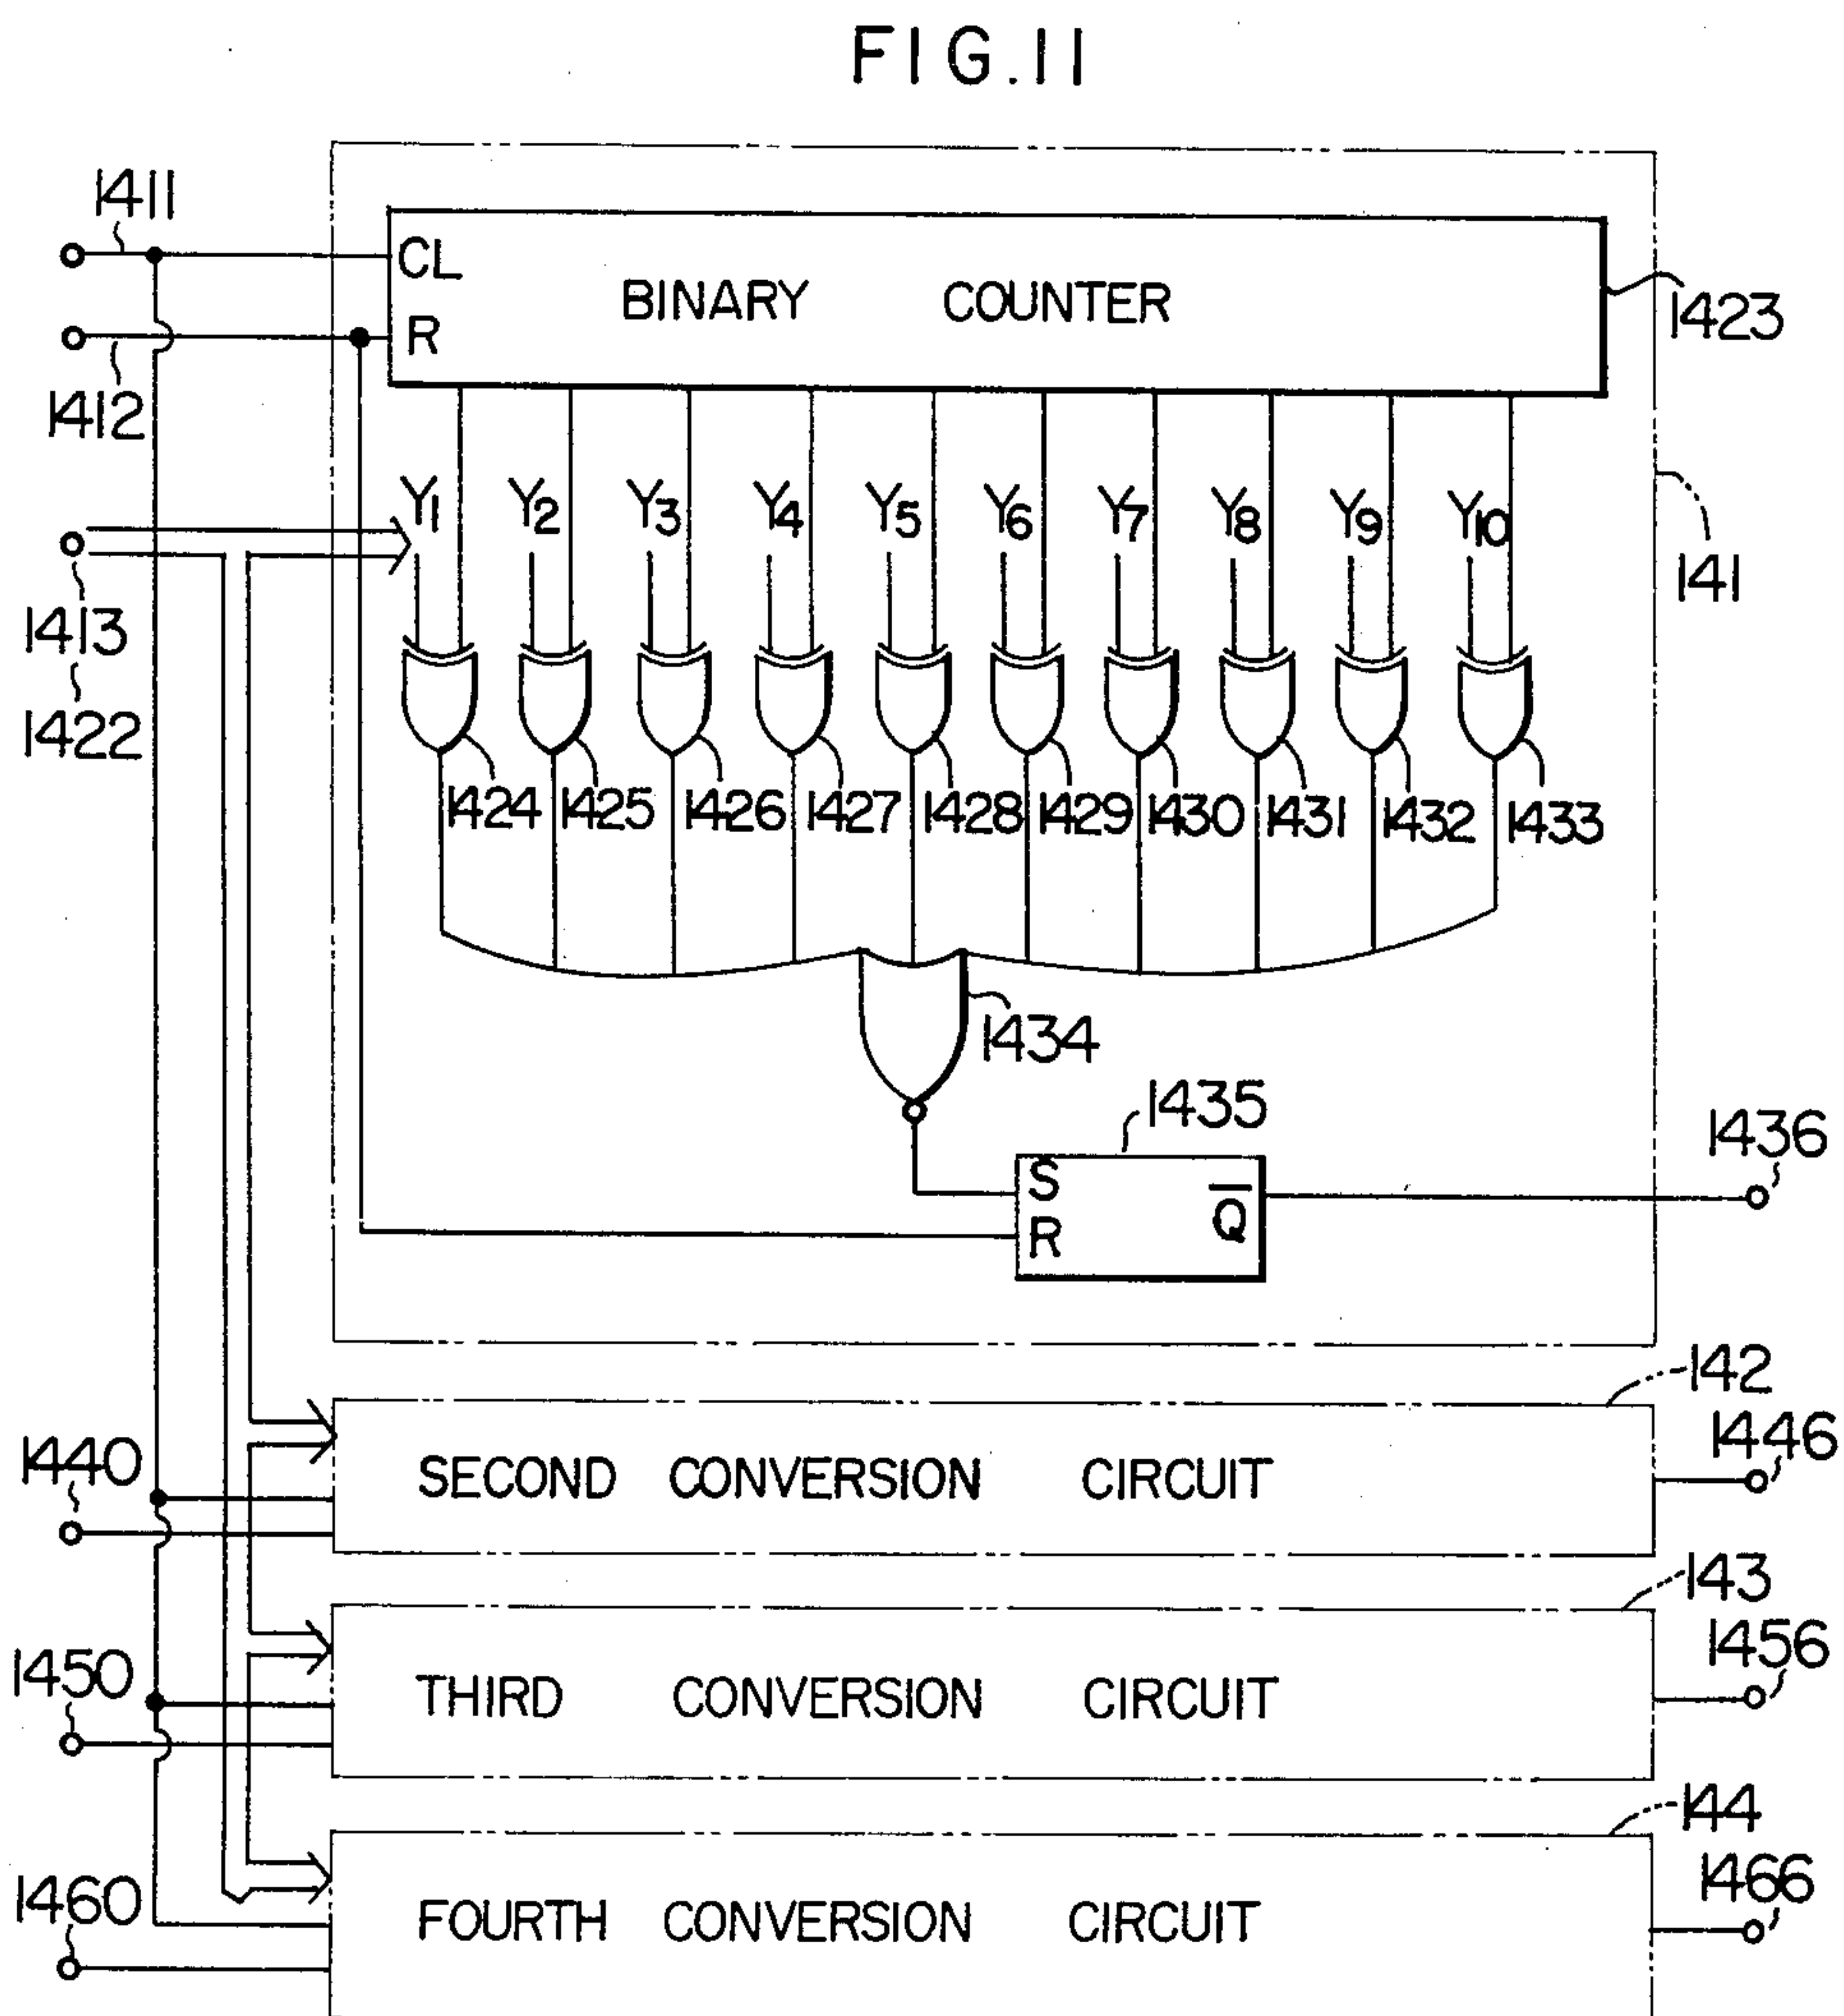 FIG.11
1411
CL
BINARY COUNTER
1423
R
1412
Y1 Y2 Y3 Y4 Y5 Y6 Y7 Y8 Y9 Y10
141
1413
1422
1424 1425 1426 1427 1428 1429 1430 1431 1432 1433
1434
1435
1436
S
Q̅
R
142
1440
1446
SECOND CONVERSION CIRCUIT
143
1450
1456
THIRD CONVERSION CIRCUIT
144
1460
1466
FOURTH CONVERSION CIRCUIT